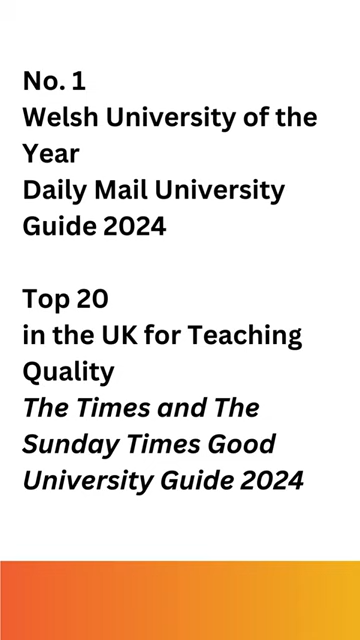 No. 1
Welsh University of the
Year
Daily Mail University
Guide 2024
Top 20
in the UK for Teaching
Quality
The Times and The
Sunday Times Good
University Guide 2024